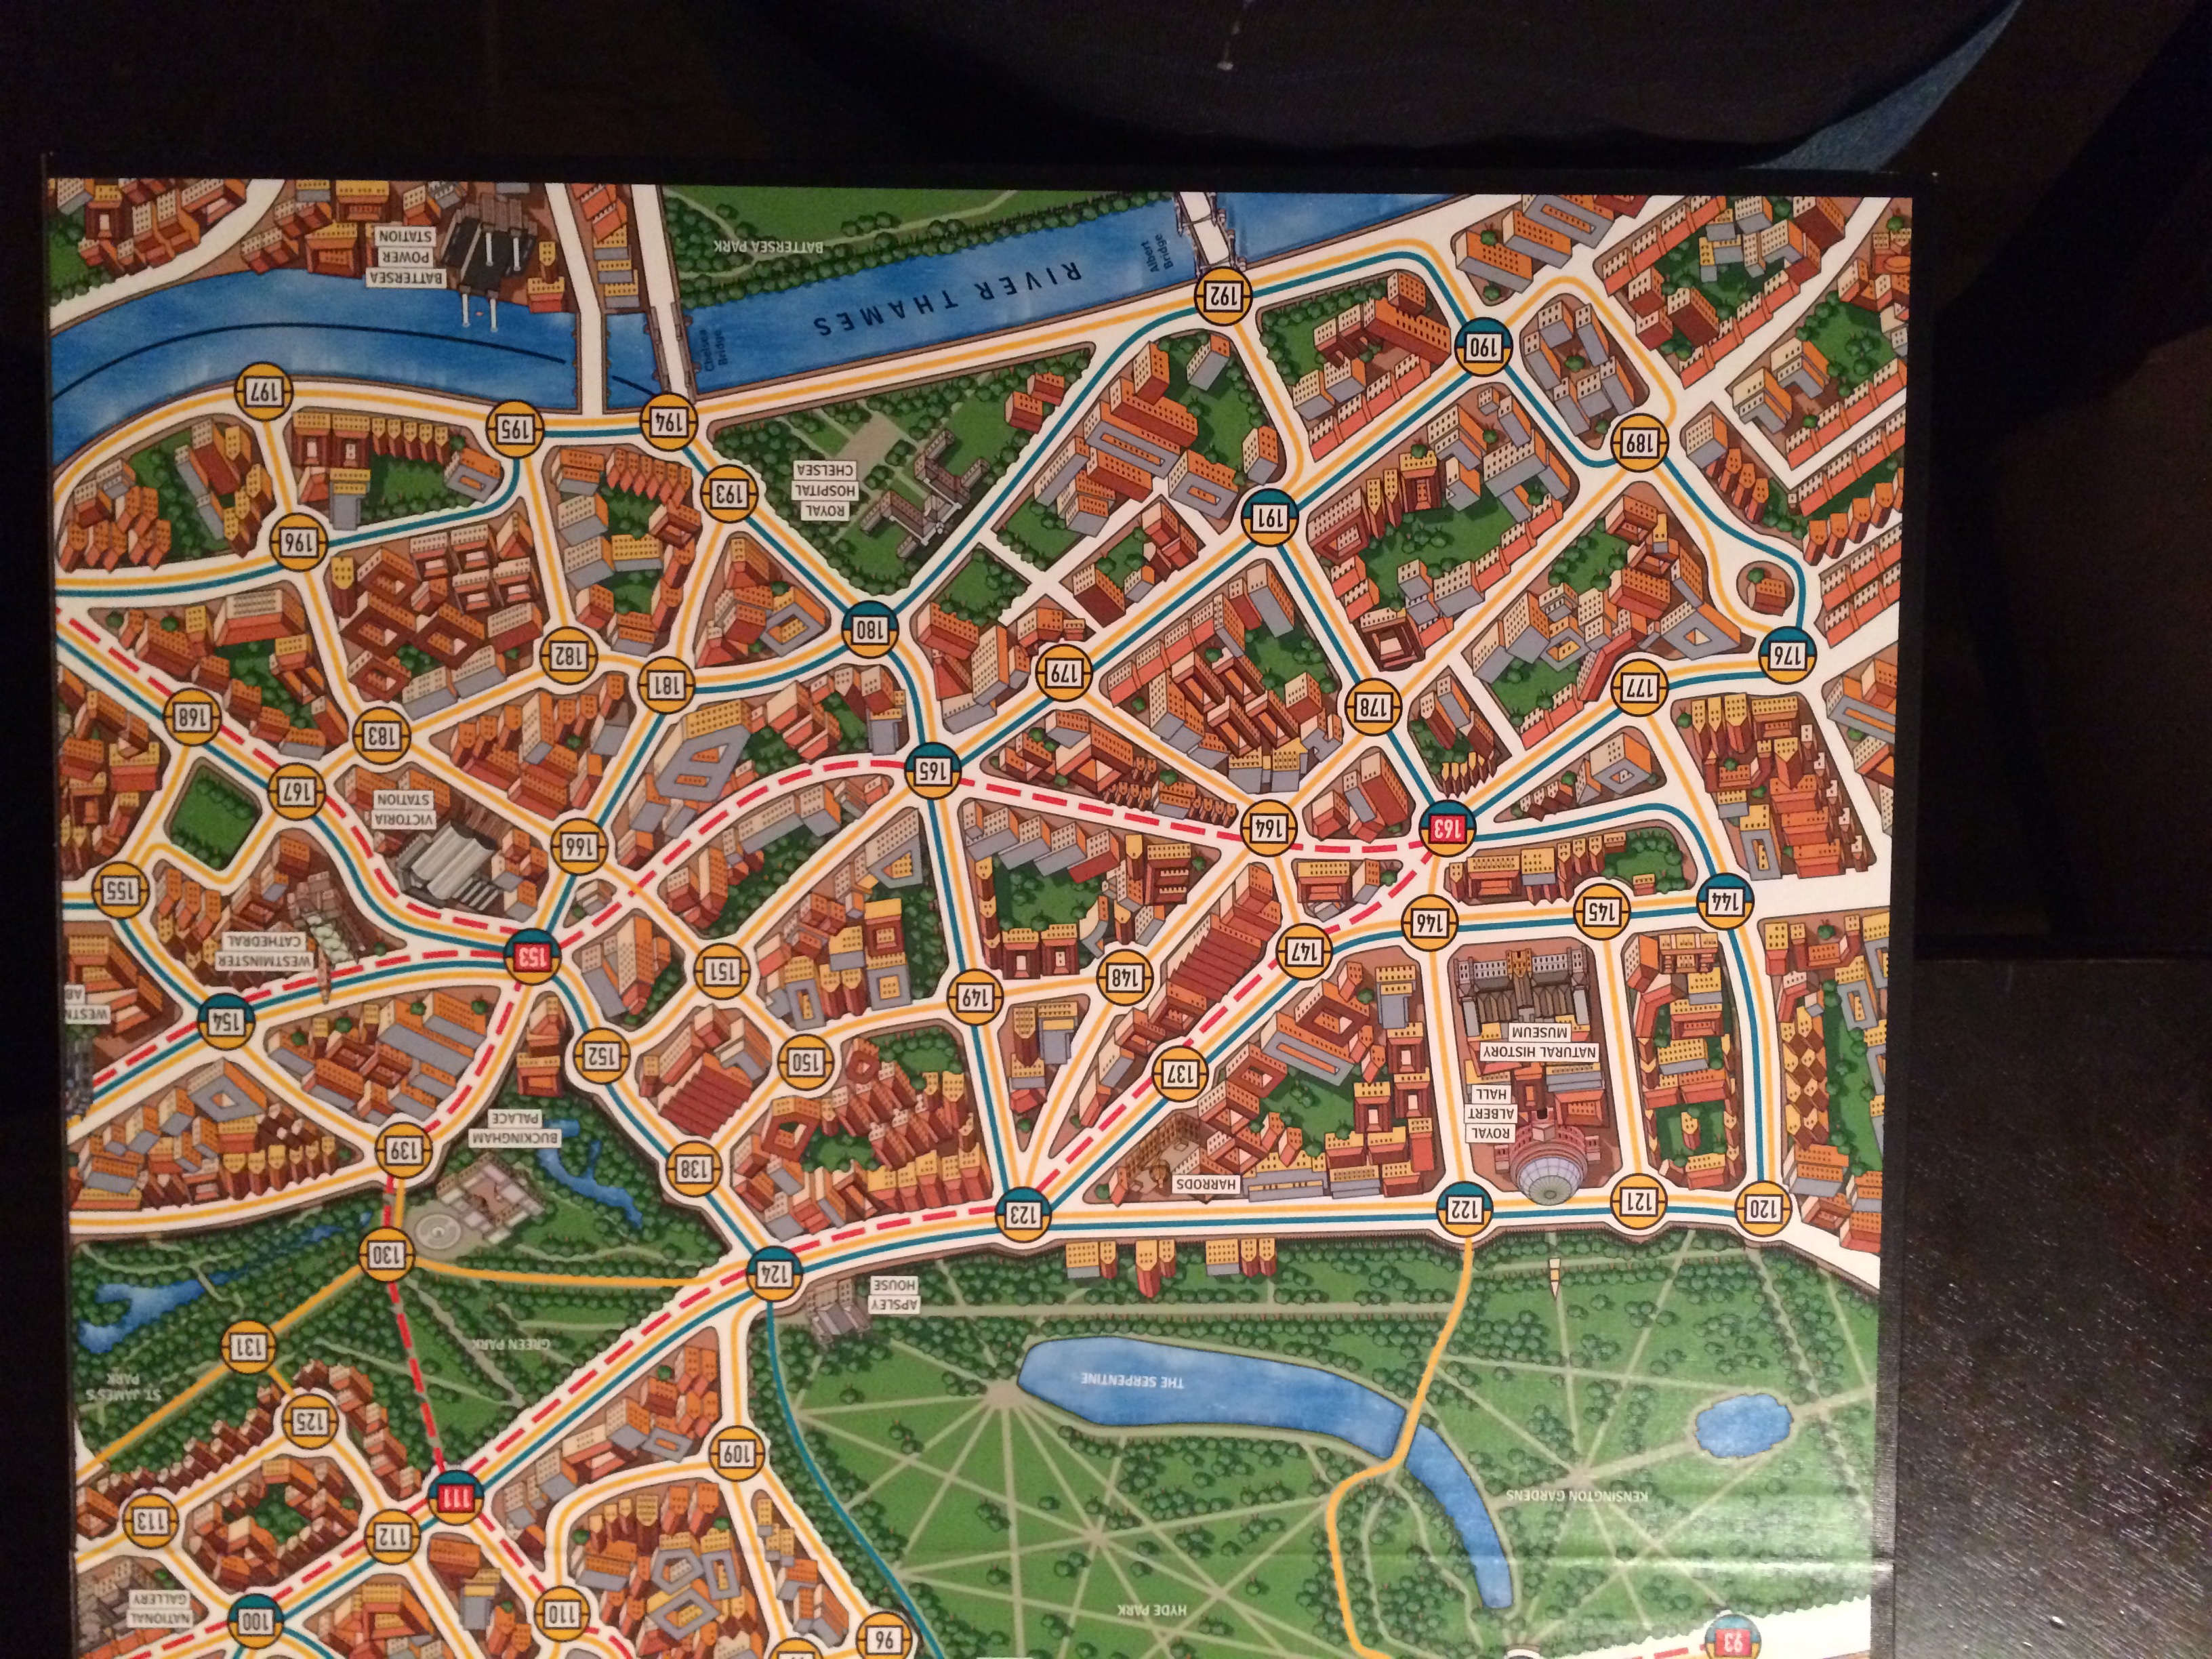 93
96
110
100
NATIONAL
GALLERY
HYDE PARK
112
113
111
KENSINGTON GARDENS
109
125
THE SERPENTINE
ST. JAMES'S
PARK
GREEN PARK
131
APSLEY
HOUSE
124
130
120
121
122
123
HARRODS
138
139
ROYAL
ALBERT
HALL
BUCKINGHAM
PALACE
137
150
152
NATURAL HISTORY
MUSEUM
154
149
148
151
147
153
WESTMINSTER
CATHEDRAL
144
145
146
155
163
164
166
VICTORIA
STATION
165
167
178
183
168
177
179
181
176
180
182
191
196
ROYAL
HOSPITAL
CHELSEA
193
189
194
195
197
190
192
Chelsea
Bridge
RIVER THAMES
Albert
Bridge
BATTERSEA PARK
BATTERSEA
POWER
STATION